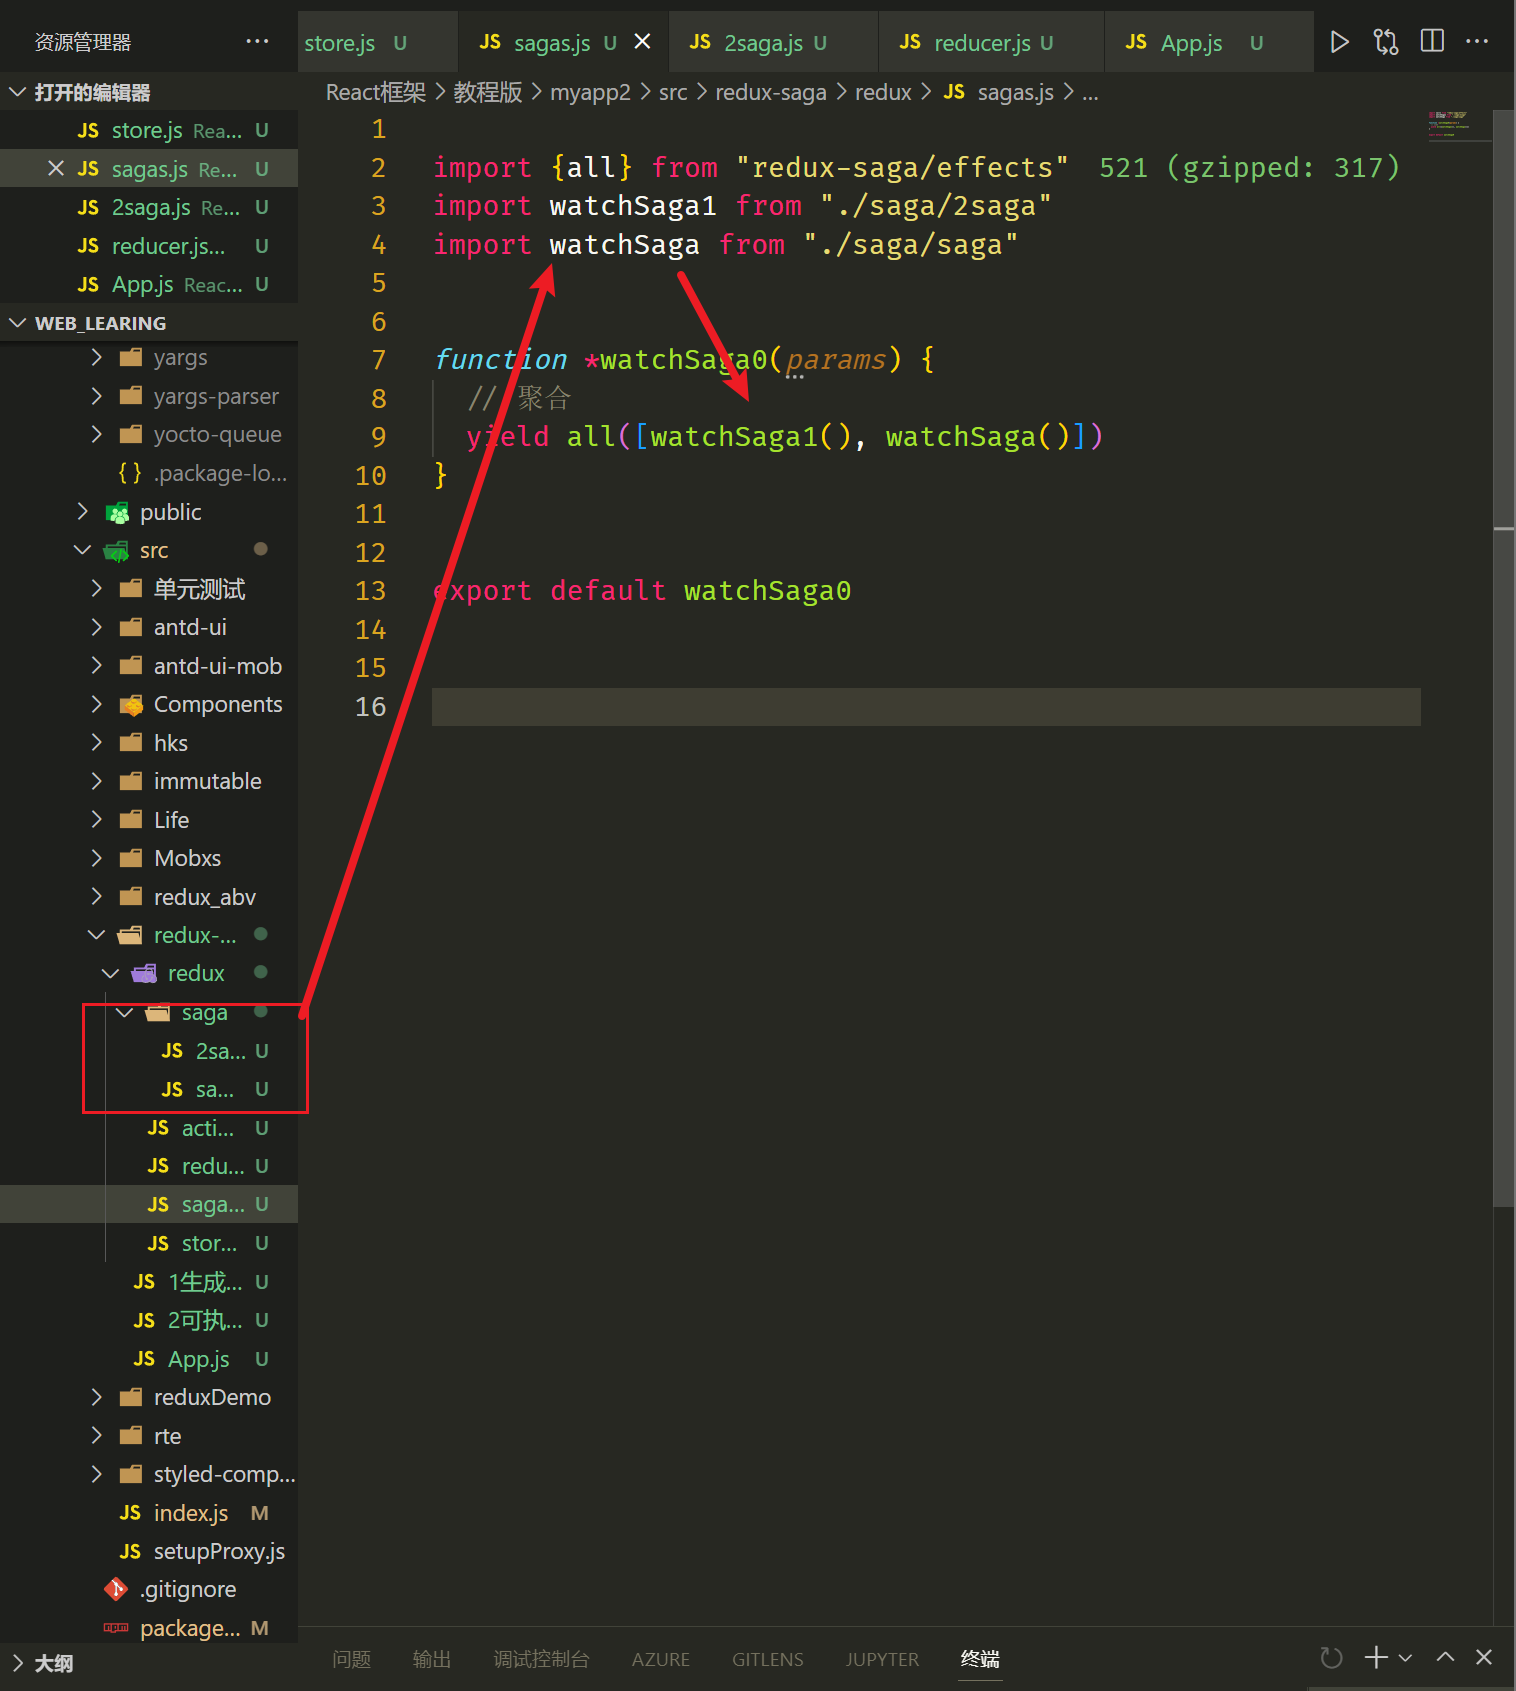 资源管理器 ...
打开的编辑器
JS store.js Rea... U
JS sagas.js Re... U
JS 2saga.js Re... U
JS reducer.js... U
JS App.js Reac... U
WEB_LEARING
yargs
yargs-parser
yocto-queue
{} .package-lo...
public
src
单元测试
antd-ui
antd-ui-mob
Components
hks
immutable
Life
Mobxs
redux_abv
redux-...
redux
saga
JS 2sa... U
JS sa... U
JS acti... U
JS redu... U
JS saga... U
JS stor... U
JS 1生成... U
JS 2可执... U
JS App.js U
reduxDemo
rte
styled-comp...
JS index.js M
JS setupProxy.js
.gitignore
package... M
大纲
store.js U JS sagas.js U JS 2saga.js U JS reducer.js U JS App.js U ...
React框架 > 教程版 > myapp2 > src > redux-saga > redux > JS sagas.js > ...
1
2 import {all} from "redux-saga/effects" 521 (gzipped: 317)
3 import watchSaga1 from "./saga/2saga"
4 import watchSaga from "./saga/saga"
5
6
7 function *watchSaga0(params) {
8 // 聚合
9 yield all([watchSaga1(), watchSaga()])
10 }
11
12
13 export default watchSaga0
14
15
16
问题 输出 调试控制台 AZURE GITLENS JUPYTER 终端